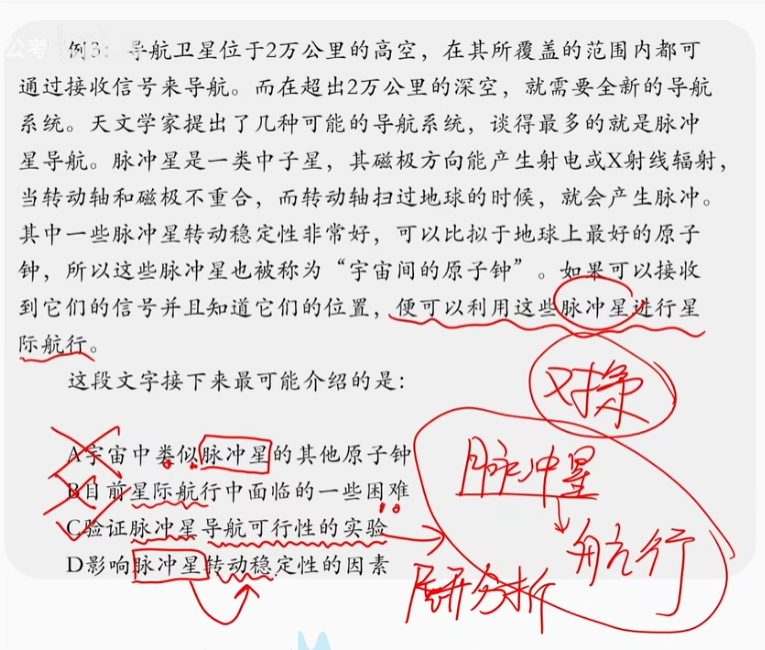 公考
例3：导航卫星位于2万公里的高空，在其所覆盖的范围内都可
通过接收信号来导航。而在超出2万公里的深空，就需要全新的导航
系统。天文学家提出了几种可能的导航系统，谈得最多的就是脉冲
星导航。脉冲星是一类中子星，其磁极方向能产生射电或X射线辐射，
当转动轴和磁极不重合，而转动轴扫过地球的时候，就会产生脉冲。
其中一些脉冲星转动稳定性非常好，可以比拟于地球上最好的原子
钟，所以这些脉冲星也被称为“宇宙间的原子钟”。如果可以接收
到它们的信号并且知道它们的位置，便可以利用这些脉冲星进行星
际航行。
这段文字接下来最可能介绍的是：
对象
A宇宙中类似脉冲星的其他原子钟
脉冲星
B目前星际航行中面临的一些困难
C验证脉冲星导航可行性的实验
航行
D影响脉冲星转动稳定性的因素
分析